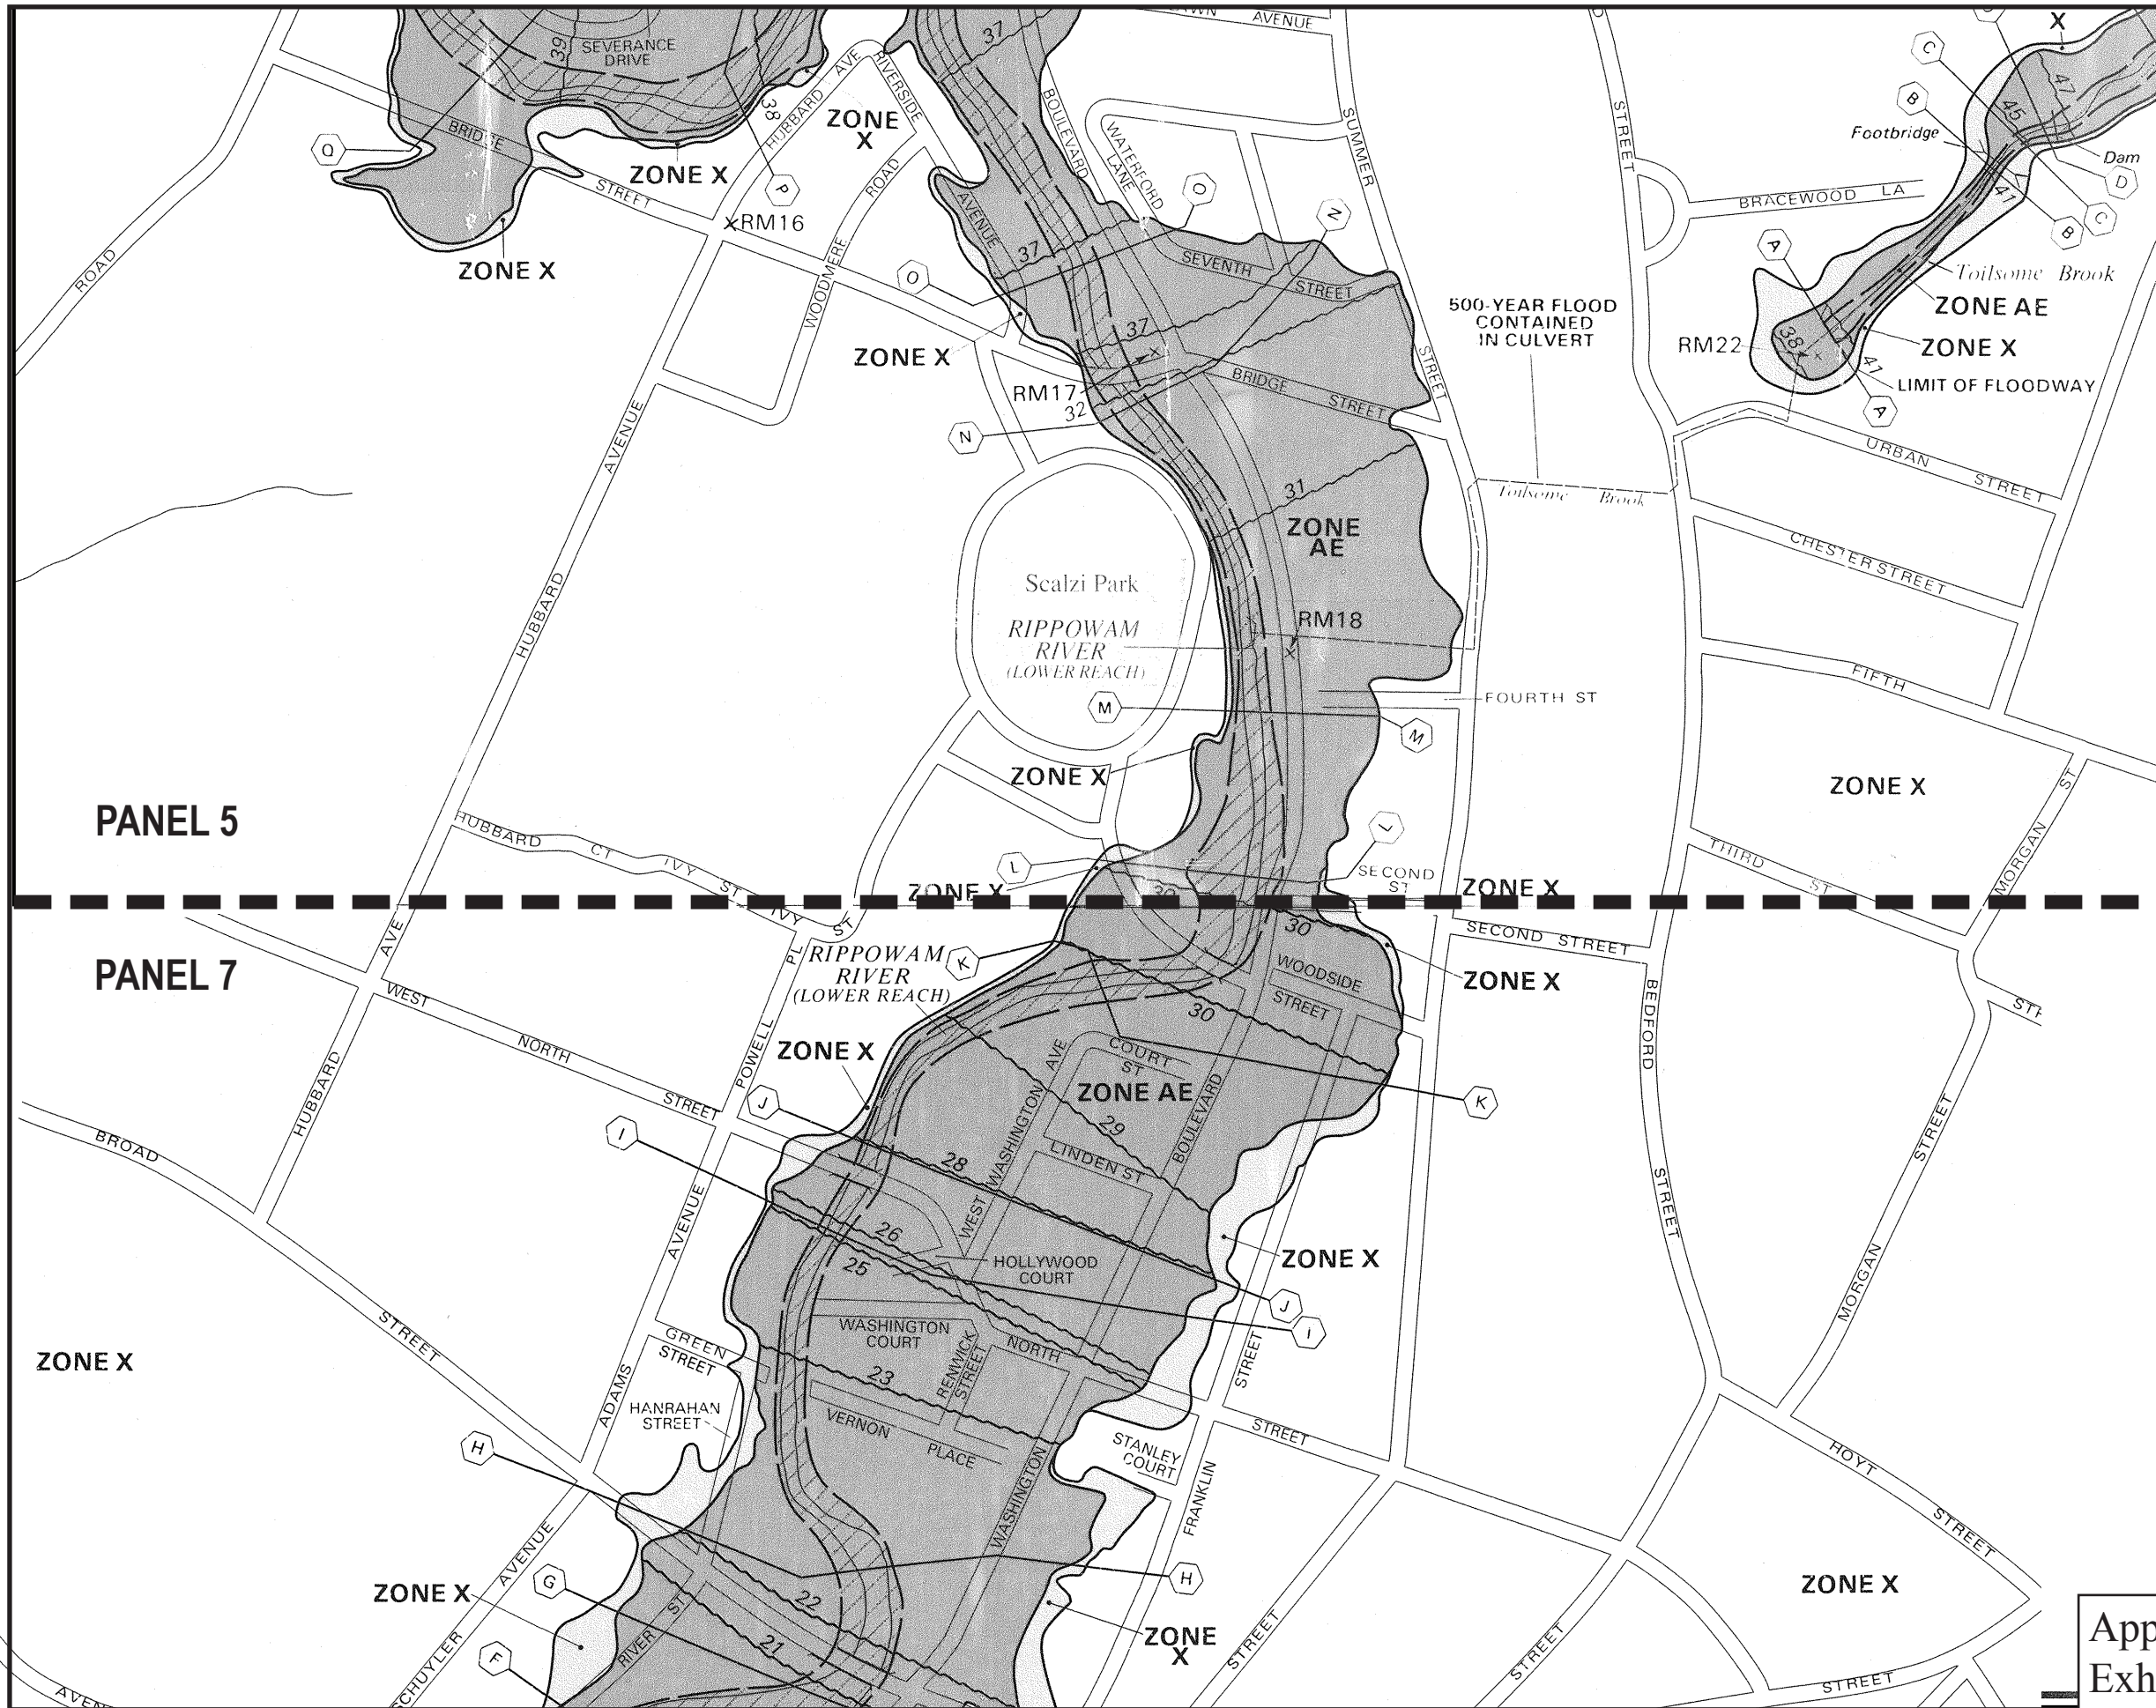 AVENUE
X
37
39
SEVERANCE
DRIVE
HUBBARD AVE
RIVERSIDE
38
ZONE
X
BOULEVARD
WATERFORD
LANE
SUMMER
STREET
C
B
Footbridge
45
47
Dam
D
Q
BRIDGE
STREET
ZONE X
P
ROAD
AVENUE
O
N
BRACEWOOD LA
41
C
B
XRM16
A
ZONE X
ROAD
WOODMERE
37
O
SEVENTH
STREET
Toilsome Brook
ZONE AE
500-YEAR FLOOD
CONTAINED
IN CULVERT
37
ZONE X
RM17
32
BRIDGE
STREET
STREET
RM22
38
41
ZONE X
LIMIT OF FLOODWAY
A
N
AVENUE
URBAN
STREET
31
Toilsome Brook
ZONE
AE
CHESTER STREET
Scalzi Park
HUBBARD
RIPPOWAM
RIVER
(LOWER REACH)
RM18
FIFTH
M
FOURTH ST
M
ZONE X
ZONE X
ST
PANEL 5
HUBBARD
CT
IVY
ST
L
L
SECOND
ST
THIRD
ST
MORGAN
ZONE X
30
ZONE X
IVY
ST
AVE
PL
PANEL 7
RIPPOWAM
RIVER
(LOWER REACH)
K
30
SECOND STREET
WOODSIDE
STREET
ZONE X
WEST
NORTH
STREET
POWELL
ZONE X
30
COURT
ST
AVE
ZONE AE
BEDFORD
STREET
HUBBARD
J
K
I
BROAD
STREET
28
29
WASHINGTON
LINDEN ST
BOULEVARD
STREET
WEST
AVENUE
26
25
HOLLYWOOD
COURT
ZONE X
MORGAN
J
I
WASHINGTON
COURT
GREEN
STREET
RENWICK
STREET
NORTH
STREET
ZONE X
23
ADAMS
HANRAHAN
STREET
VERNON
PLACE
STANLEY
COURT
STREET
HOYT
STREET
H
WASHINGTON
FRANKLIN
AVENUE
G
H
ZONE X
22
ZONE X
21
RIVER ST
ZONE
X
STREET
STREET
F
SCHUYLER
STREET
App
Exh